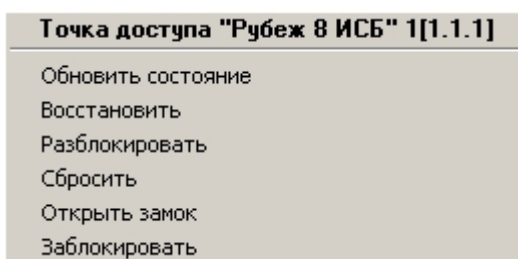 Точка доступа "Рубеж 8 ИСБ" 1[1.1.1]
Обновить состояние
Восстановить
Разблокировать
Сбросить
Открыть замок
Заблокировать